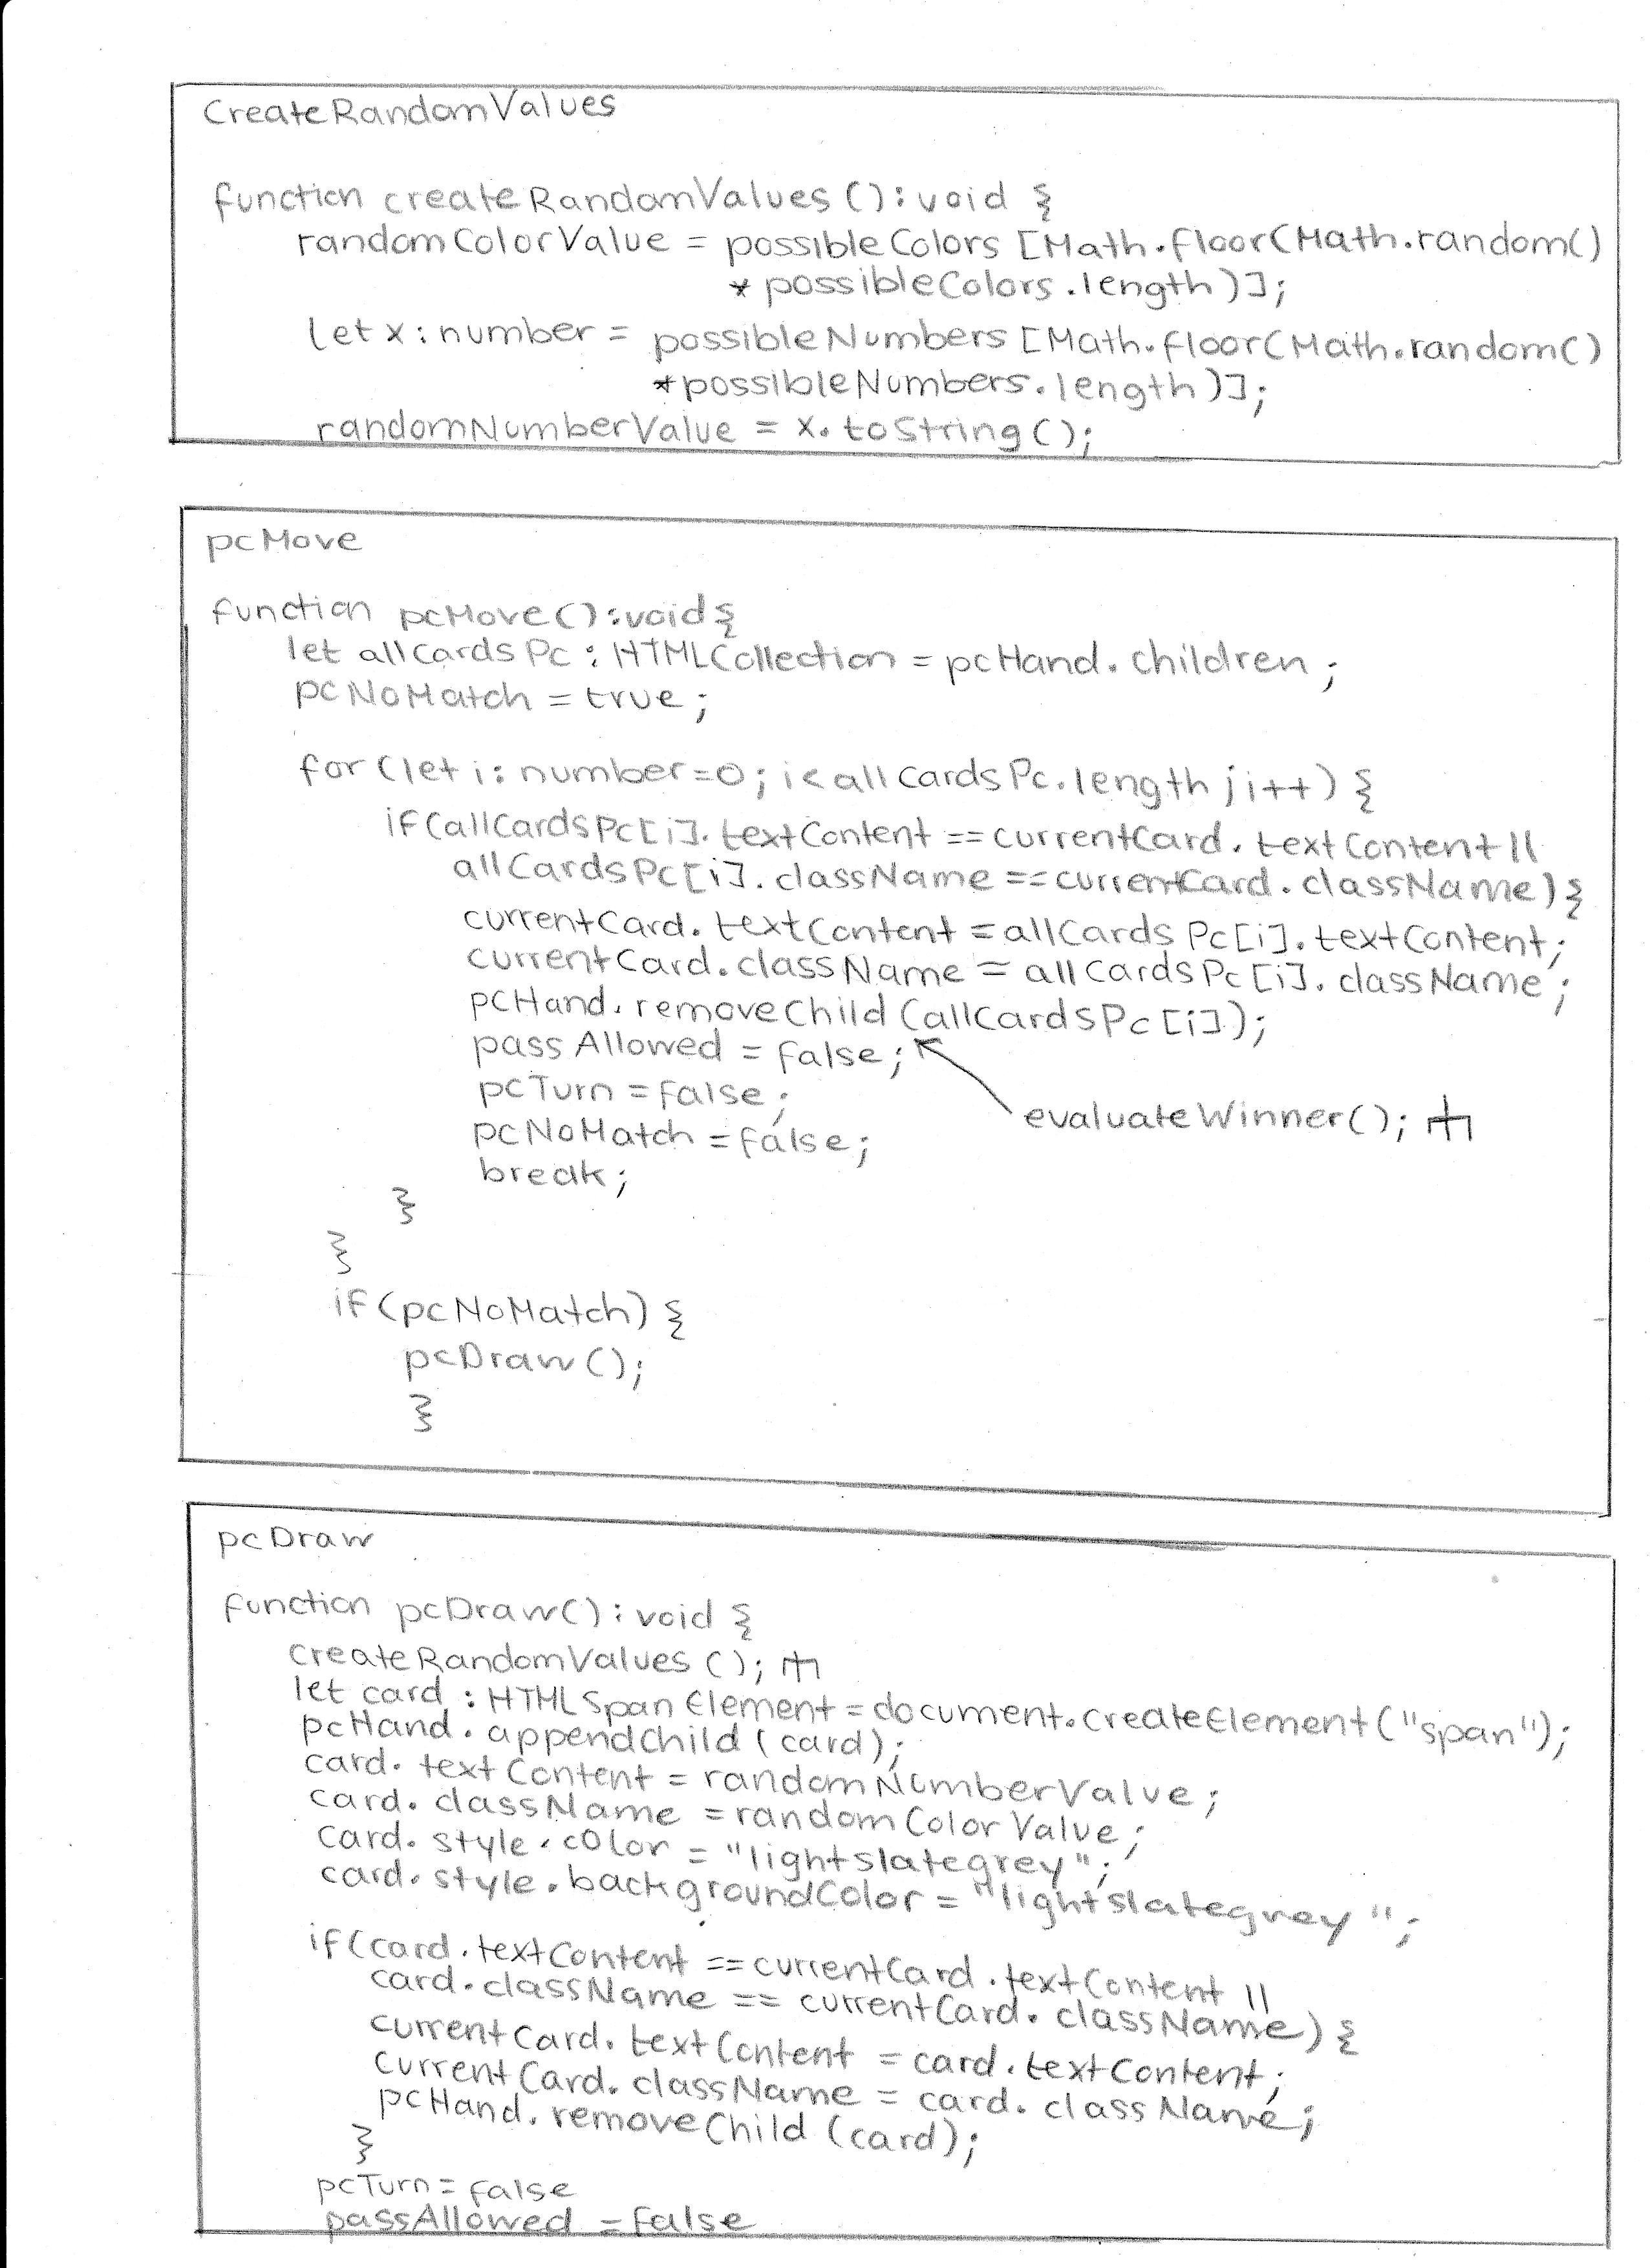 CreateRandomValues
function createRandomValues():void {
randomColorValue = possibleColors [Math.floor(Math.random()
* possibleColors.length)];
let x:number = possibleNumbers [Math.floor(Math.random()
*possibleNumbers.length)];
randomNumberValue = x.toString();
pcMove
function pcMove():void{
let allCardsPc : HTMLCollection = pcHand.children;
pcNoMatch = true;
for (let i: number=0; i<allCardsPc.length; i++) {
if(allCardsPc[i].textContent == currentCard.textContent ||
allCardsPc[i].className == currentCard.className){
currentCard.textContent = allCardsPc[i].textContent;
currentCard.className = allCardsPc[i].className;
pcHand.removeChild (allCardsPc[i]);
passAllowed = false;
pcTurn = false;
evaluateWinner();
pcNoMatch = false;
break;
}
}
if (pcNoMatch) {
pcDraw();
}
pcDraw
function pcDraw(): void {
createRandomValues ();
let card : HTMLSpanElement = document.createElement("span");
pcHand.appendChild (card);
card.textContent = randomNumberValue;
card.className = randomColorValue;
card.style.color = "lightslategrey";
card.style.backgroundColor = "lightslategrey";
if(card.textContent == currentCard.textContent ||
card.className == currentCard.className) {
currentCard.textContent = card.textContent;
currentCard.className = card.className;
pcHand.removeChild (card);
}
pcTurn = false
passAllowed = false